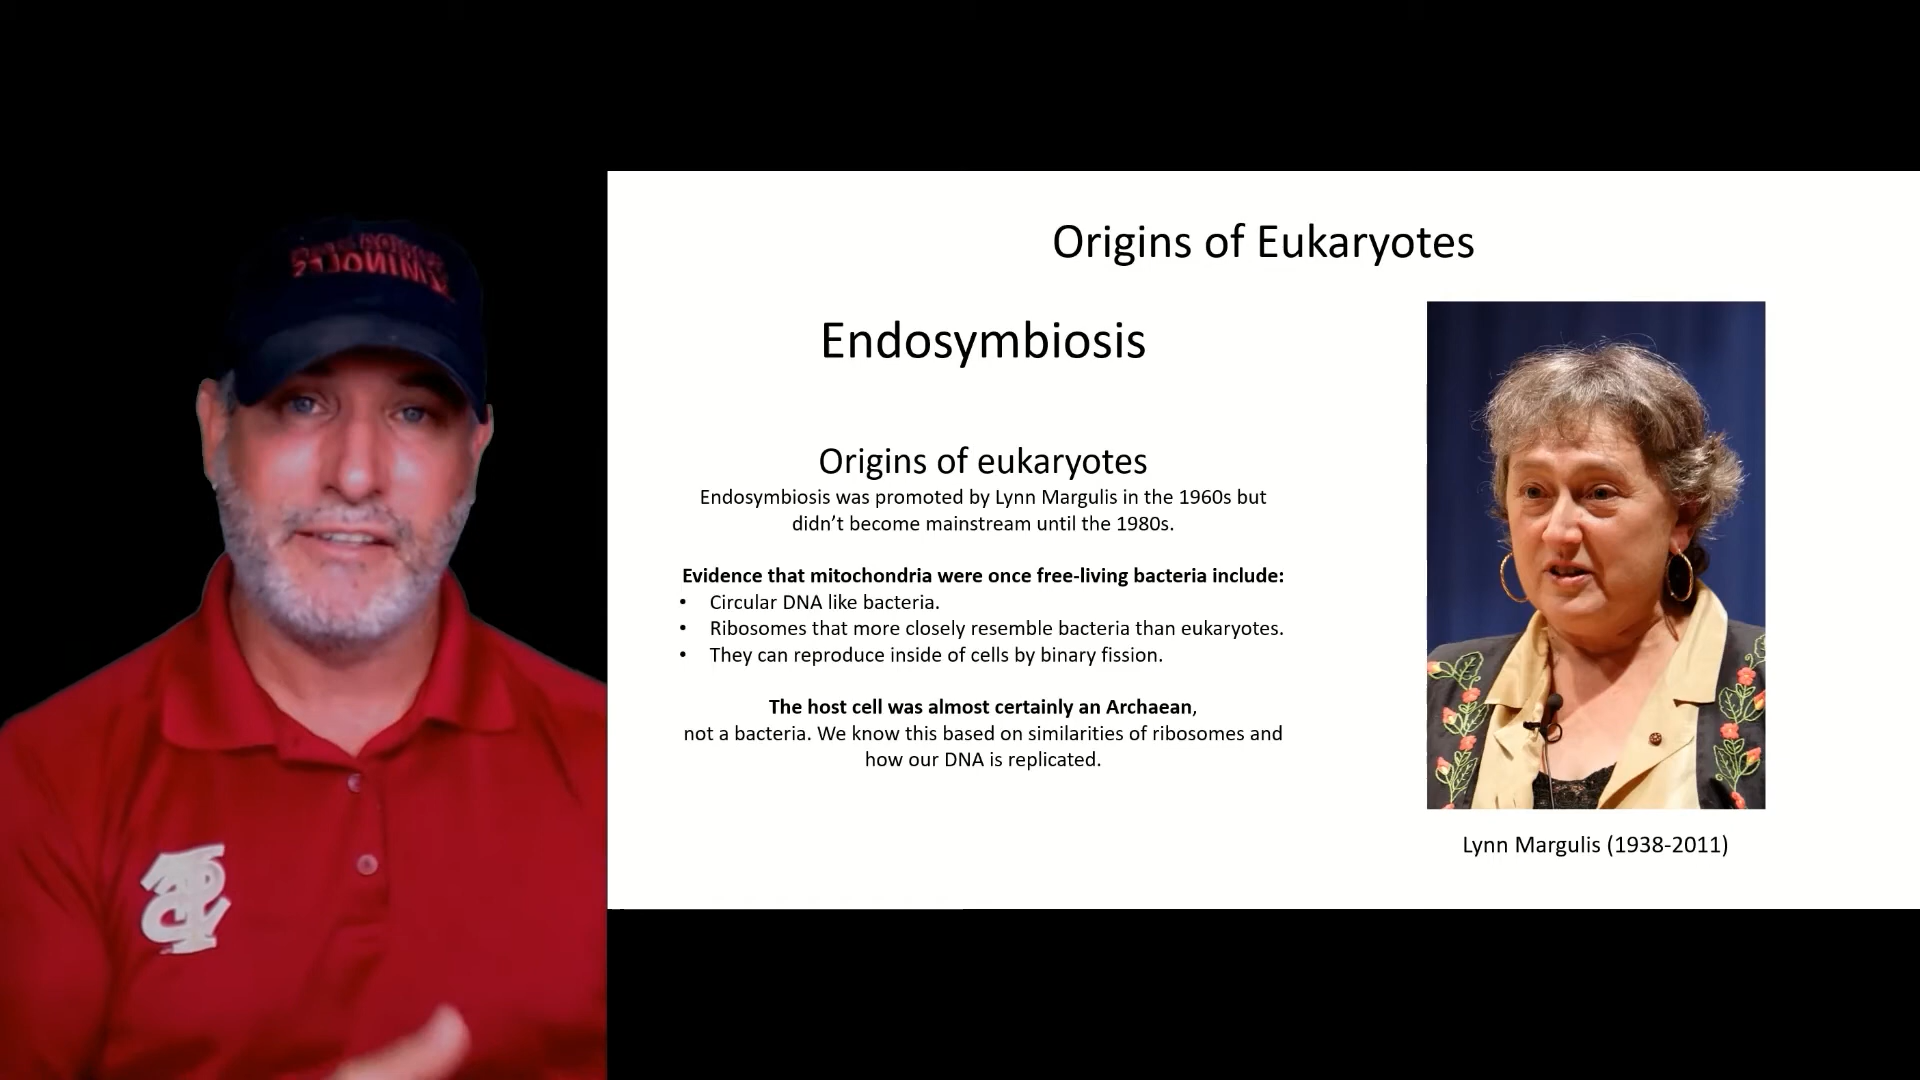 Origins of Eukaryotes
Endosymbiosis
Origins of eukaryotes
Endosymbiosis was promoted by Lynn Margulis in the 1960s but
didn’t become mainstream until the 1980s.
Evidence that mitochondria were once free-living bacteria include:
• Circular DNA like bacteria.
• Ribosomes that more closely resemble bacteria than eukaryotes.
• They can reproduce inside of cells by binary fission.
The host cell was almost certainly an Archaean,
not a bacteria. We know this based on similarities of ribosomes and
how our DNA is replicated.
Lynn Margulis (1938-2011)